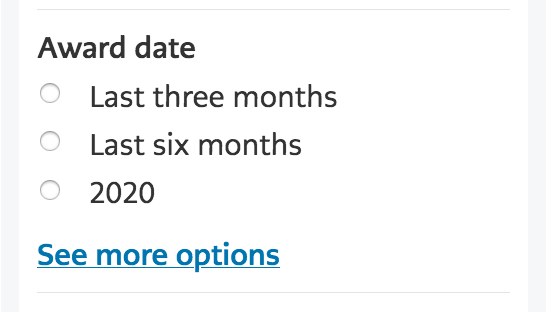 Award date
Last three months
Last six months
2020
See more options